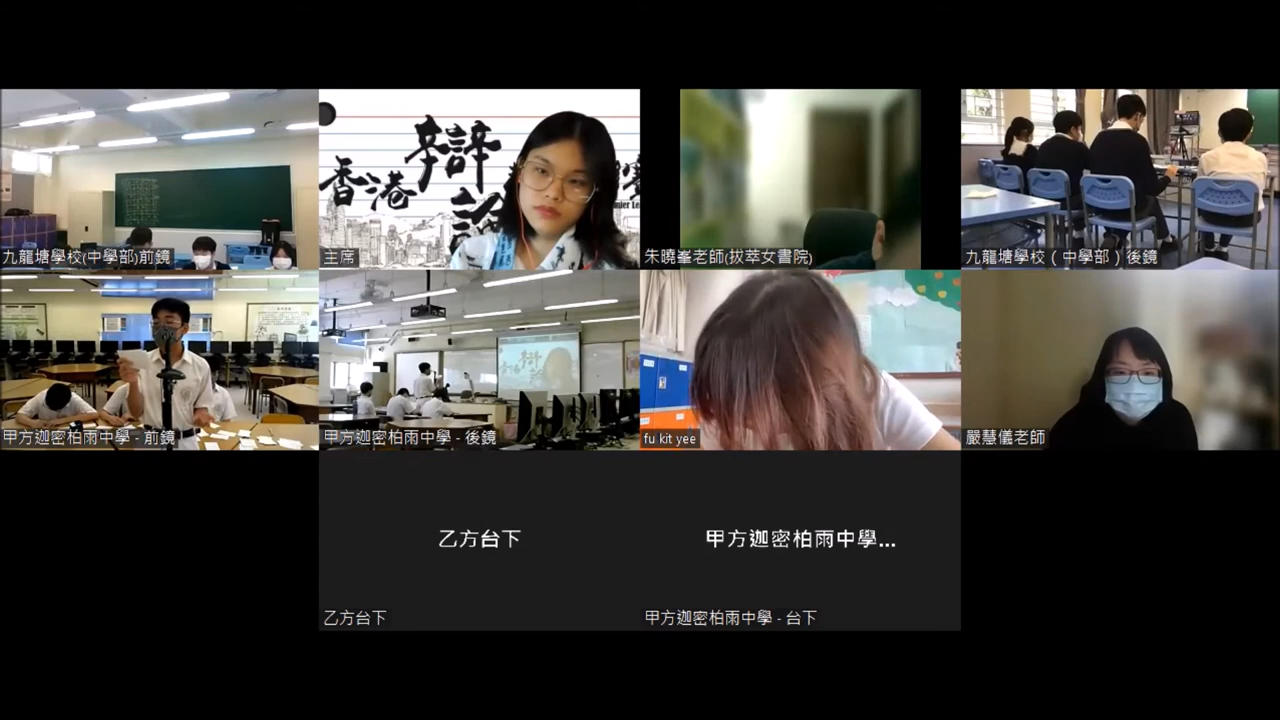 香港
辯
論
賽
九龍塘學校(中學部)前鏡
主席
朱曉峯老師(拔萃女書院)
九龍塘學校（中學部）後鏡
甲方迦密柏雨中學 - 前鏡
甲方迦密柏雨中學 - 後鏡
fu kit yee
嚴慧儀老師
乙方台下
甲方迦密柏雨中學...
乙方台下
甲方迦密柏雨中學 - 台下